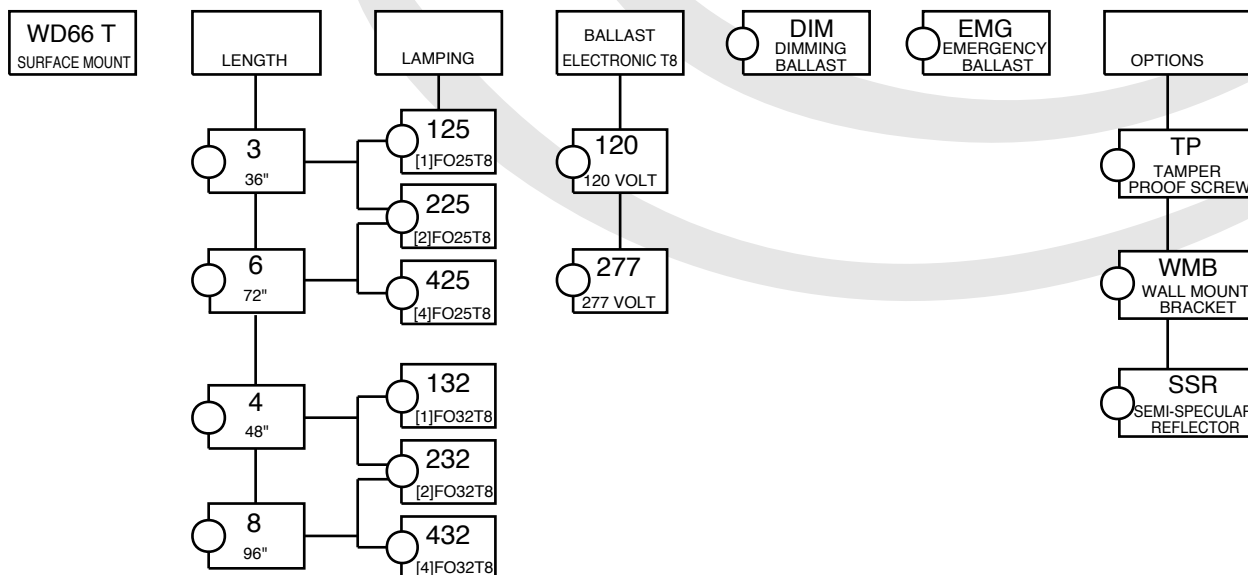 WD66 T
SURFACE MOUNT
LENGTH
3
36"
6
72"
4
48"
8
96"
LAMPING
125
[1]FO25T8
225
[2]FO25T8
425
[4]FO25T8
132
[1]FO32T8
232
[2]FO32T8
432
[4]FO32T8
BALLAST
ELECTRONIC T8
120
120 VOLT
277
277 VOLT
DIM
DIMMING
BALLAST
EMG
EMERGENCY
BALLAST
OPTIONS
TP
TAMPER
PROOF SCREW
WMB
WALL MOUNT
BRACKET
SSR
SEMI-SPECULAR
REFLECTOR